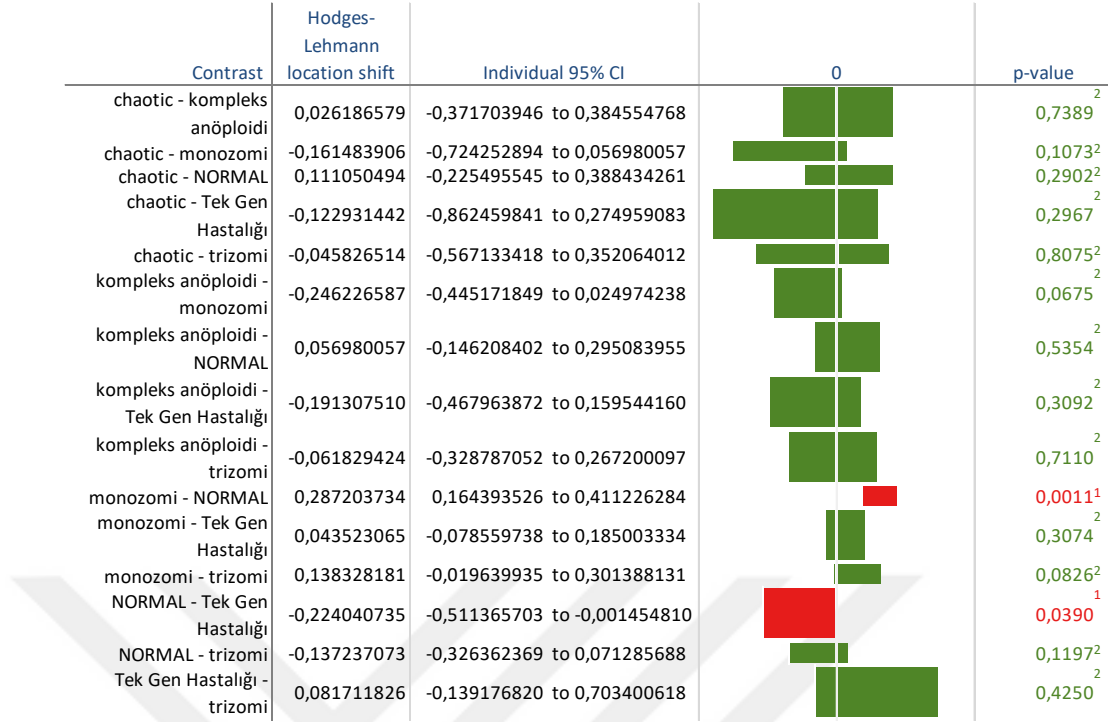 Hodges-
Lehmann
Contrast location shift Individual 95% CI 0 p-value
chaotic - kompleks
anöploidi 0,026186579 -0,371703946 to 0,384554768 0,7389²
chaotic - monozomi -0,161483906 -0,724252894 to 0,056980057 0,1073²
chaotic - NORMAL 0,111050494 -0,225495545 to 0,388434261 0,2902²
chaotic - Tek Gen
Hastalığı -0,122931442 -0,862459841 to 0,274959083 0,2967²
chaotic - trizomi -0,045826514 -0,567133418 to 0,352064012 0,8075²
kompleks anöploidi -
monozomi -0,246226587 -0,445171849 to 0,024974238 0,0675²
kompleks anöploidi -
NORMAL 0,056980057 -0,146208402 to 0,295083955 0,5354²
kompleks anöploidi -
Tek Gen Hastalığı -0,191307510 -0,467963872 to 0,159544160 0,3092²
kompleks anöploidi -
trizomi -0,061829424 -0,328787052 to 0,267200097 0,7110²
monozomi - NORMAL 0,287203734 0,164393526 to 0,411226284 0,0011¹
monozomi - Tek Gen
Hastalığı 0,043523065 -0,078559738 to 0,185003334 0,3074²
monozomi - trizomi 0,138328181 -0,019639935 to 0,301388131 0,0826²
NORMAL - Tek Gen
Hastalığı -0,224040735 -0,511365703 to -0,001454810 0,0390¹
NORMAL - trizomi -0,137237073 -0,326362369 to 0,071285688 0,1197²
Tek Gen Hastalığı -
trizomi 0,081711826 -0,139176820 to 0,703400618 0,4250²